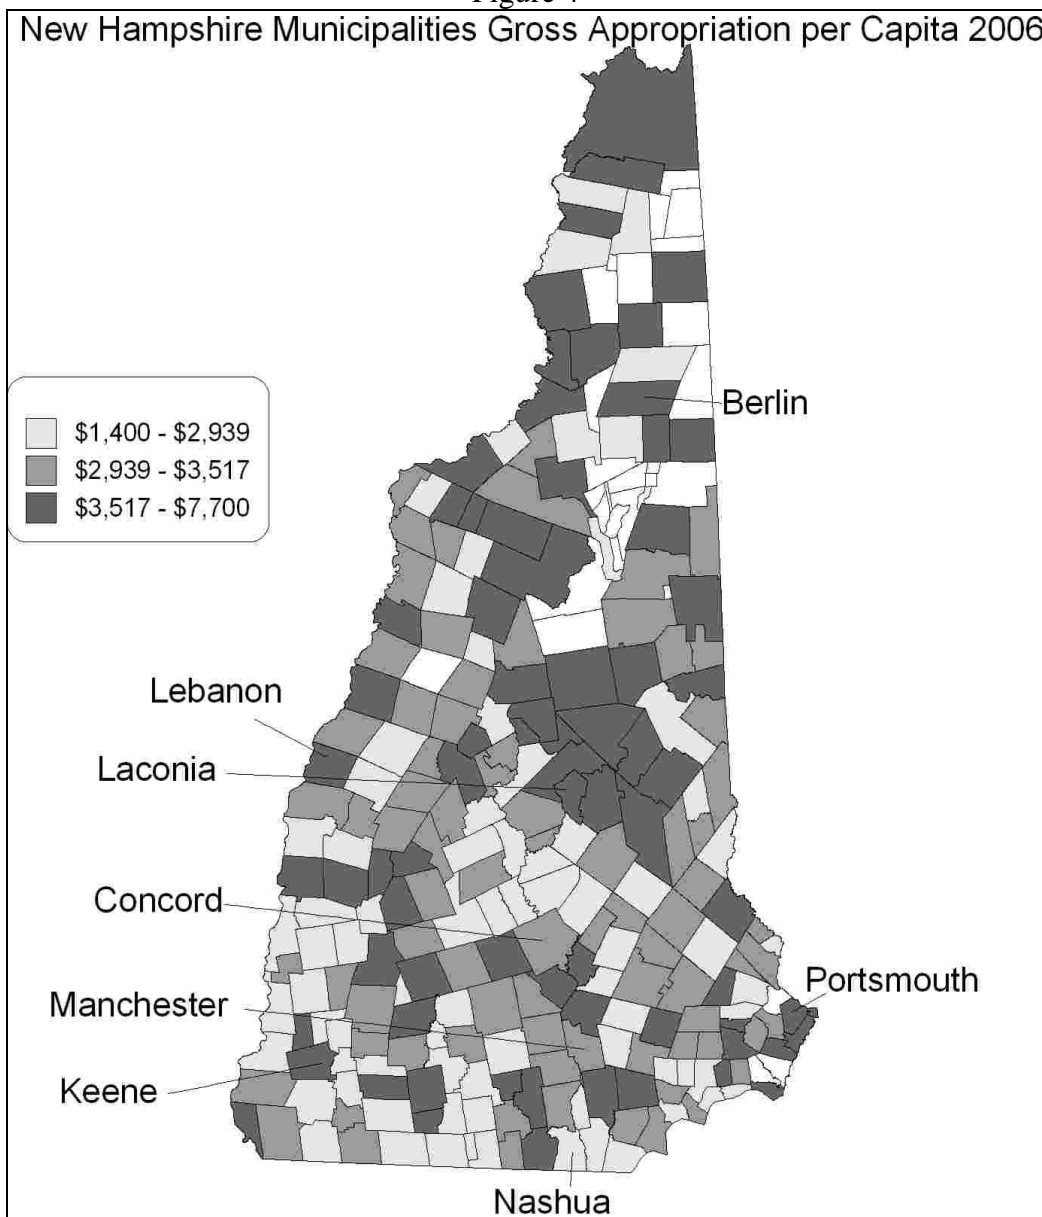 New Hampshire Municipalities Gross Appropriation per Capita 2006
$1,400 - $2,939
$2,939 - $3,517
$3,517 - $7,700
Berlin
Lebanon
Laconia
Concord
Portsmouth
Manchester
Keene
Nashua